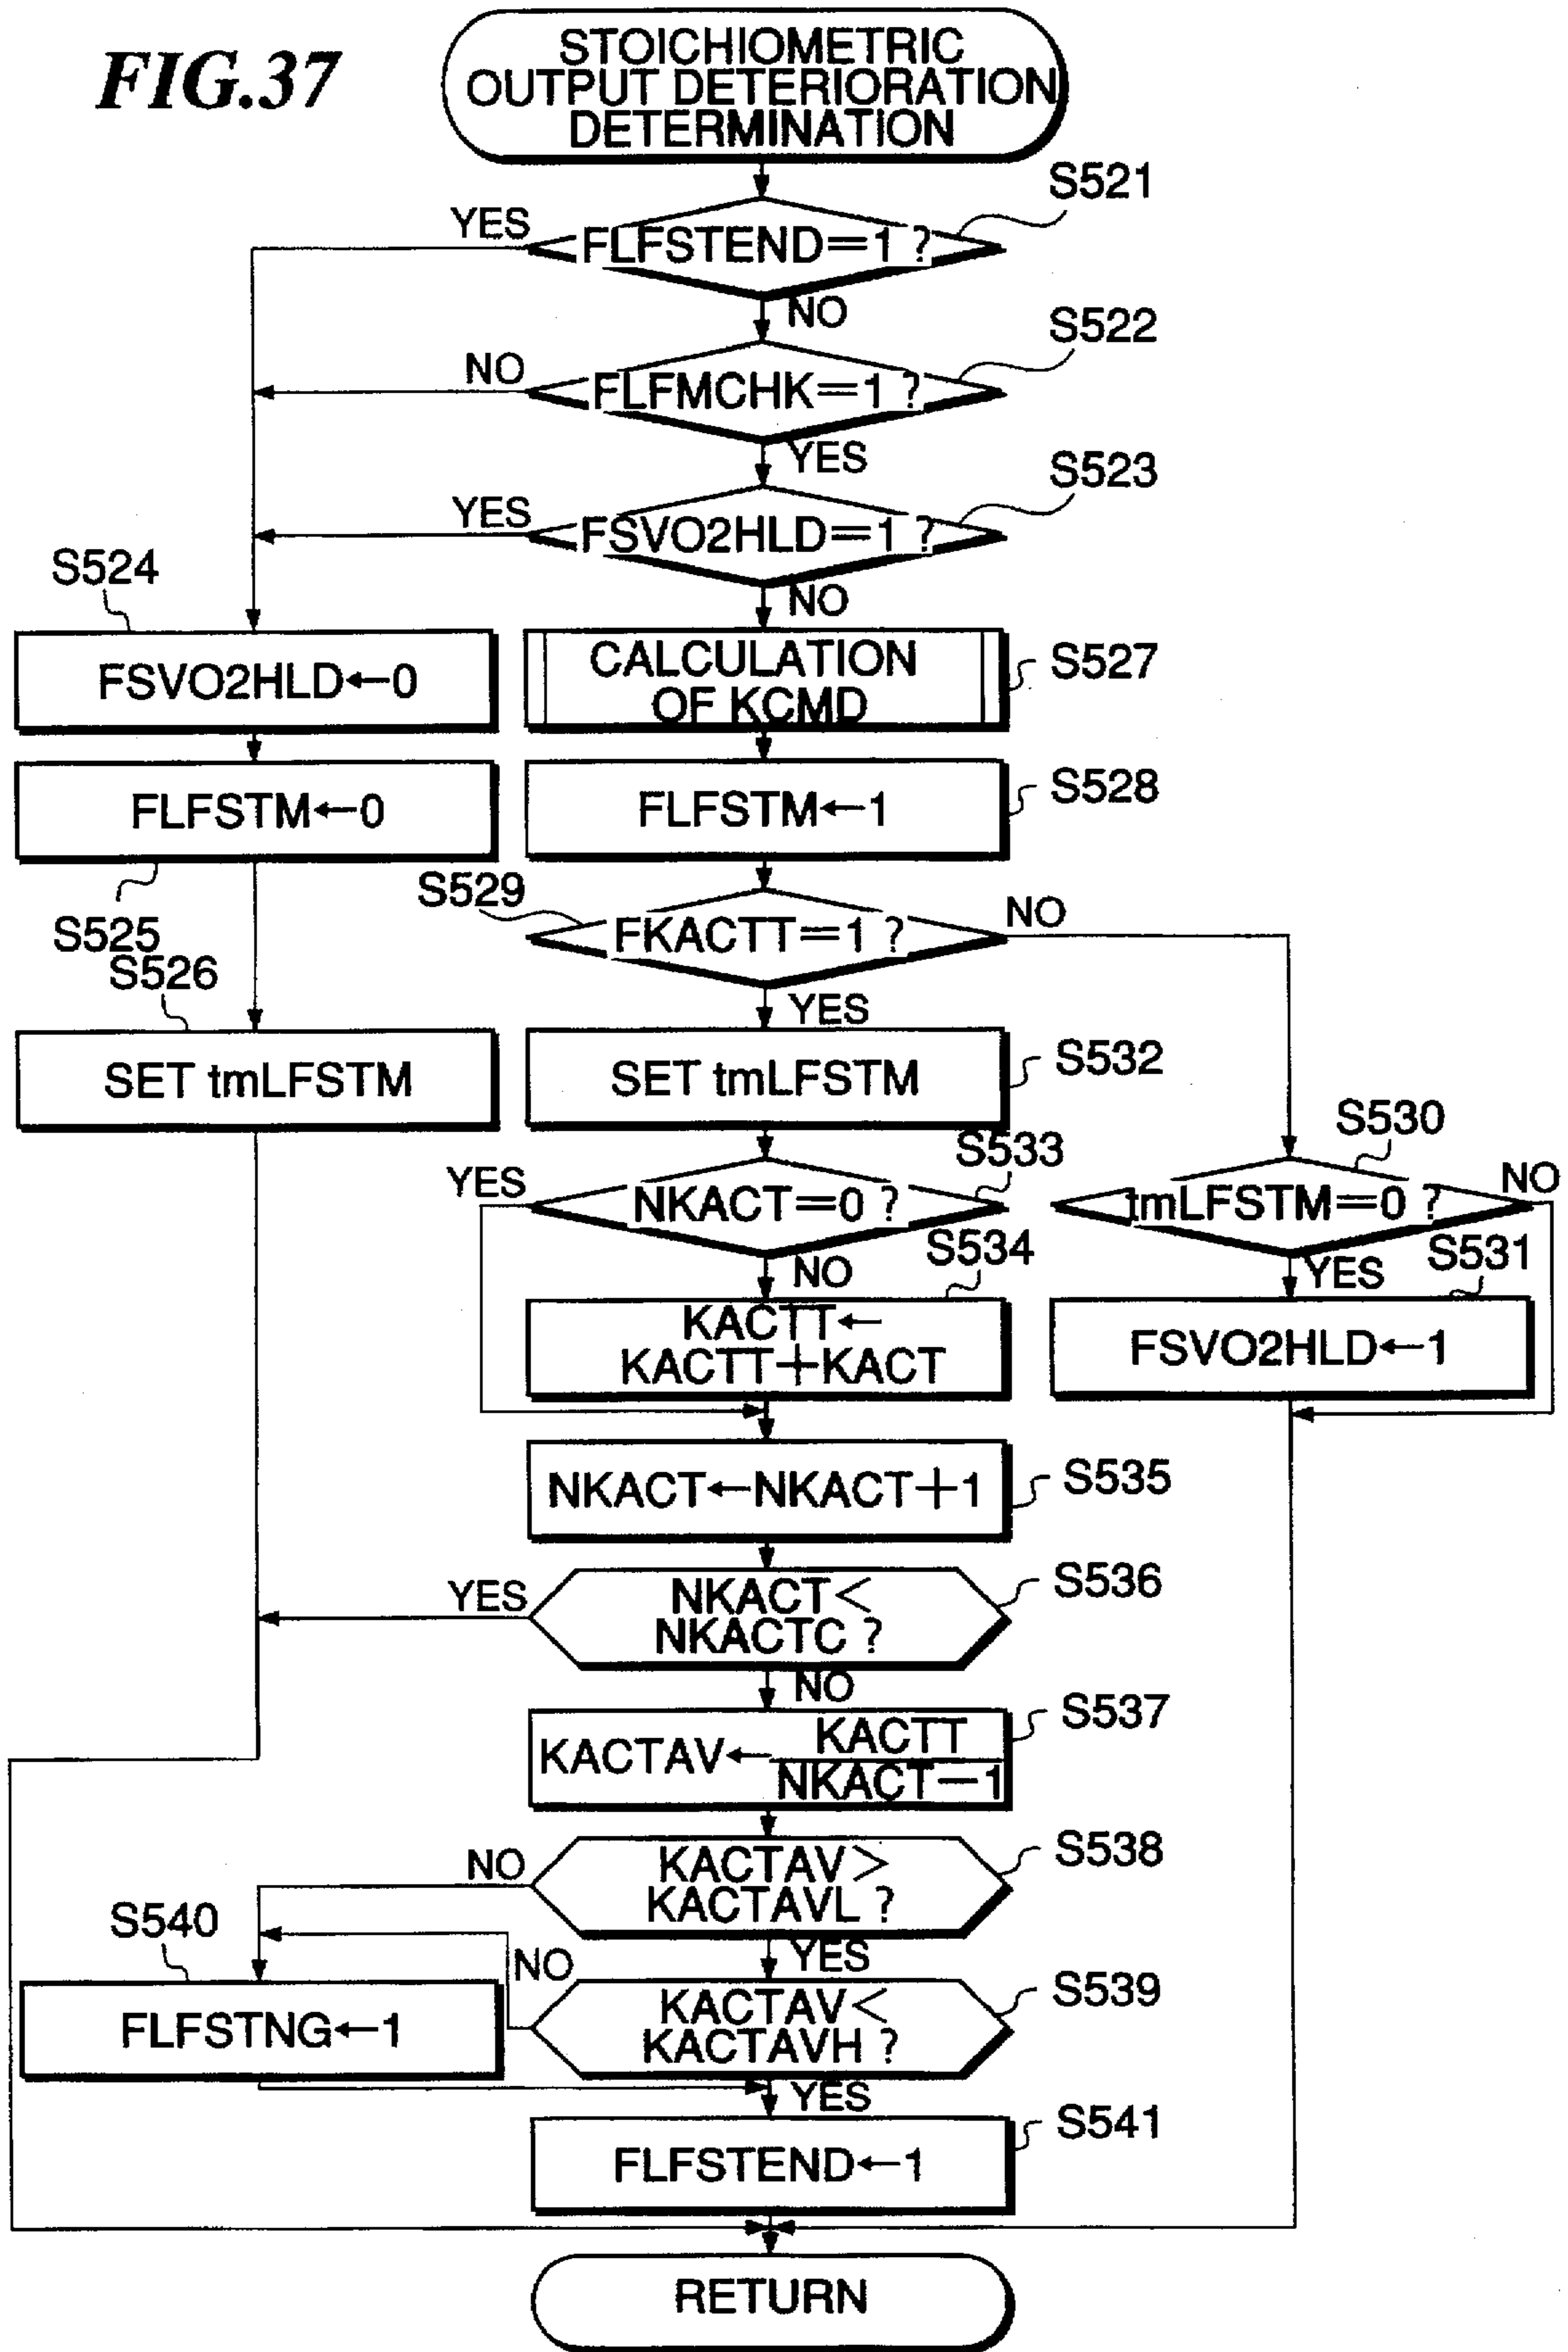 FIG.37
STOICHIOMETRIC
OUTPUT DETERIORATION
DETERMINATION
S521
YES
FLFSTEND=1 ?
NO
S522
NO
FLFMCHK=1 ?
YES
S523
YES
FSVO2HLD=1 ?
NO
S524
FSVO2HLD←0
CALCULATION
OF KCMD
S527
FLFSTM←0
FLFSTM←1
S528
S525
S529
FKACTT=1 ?
NO
S526
YES
SET tmLFSTM
SET tmLFSTM
S532
S530
S533
YES
NKACT=0 ?
tmLFSTM=0 ?
NO
S534
NO
S531
YES
KACTT←
KACTT+KACT
FSVO2HLD←1
NKACT←NKACT+1
S535
YES
NKACT<
NKACTC ?
S536
NO
KACTAV←
KACTT
NKACT−1
S537
NO
KACTAV>
KACTAVL ?
S538
S540
YES
NO
FLFSTNG←1
KACTAV<
KACTAVH ?
S539
YES
FLFSTEND←1
S541
RETURN